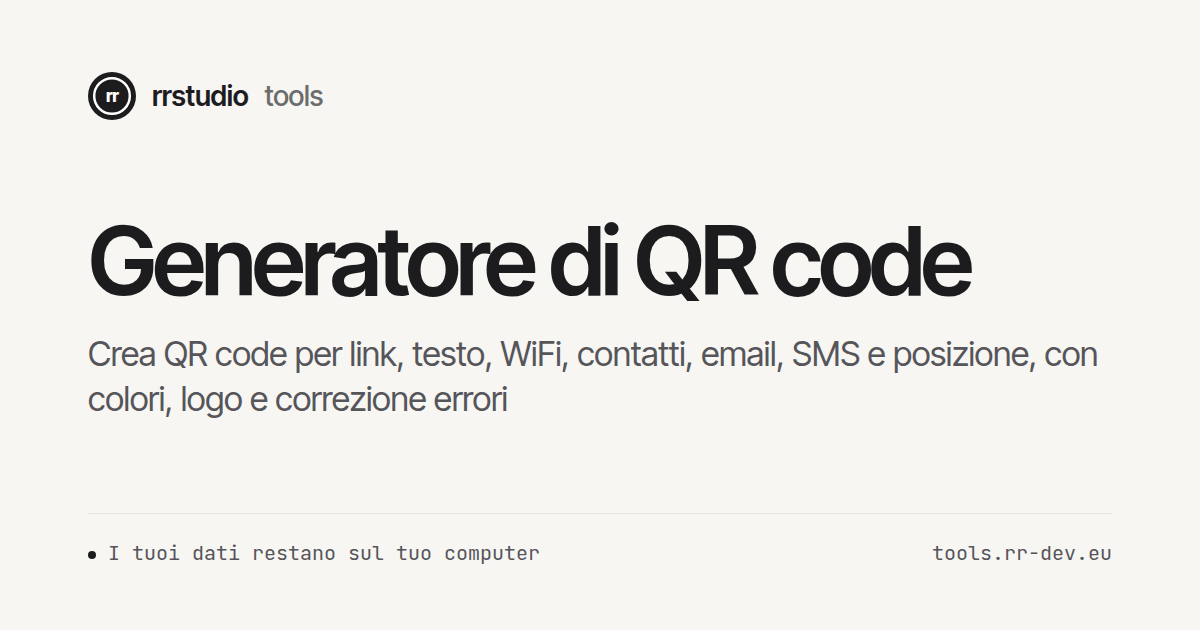 rr rrstudio tools
Generatore di QR code
Crea QR code per link, testo, WiFi, contatti, email, SMS e posizione, con
colori, logo e correzione errori
I tuoi dati restano sul tuo computer
tools.rr-dev.eu